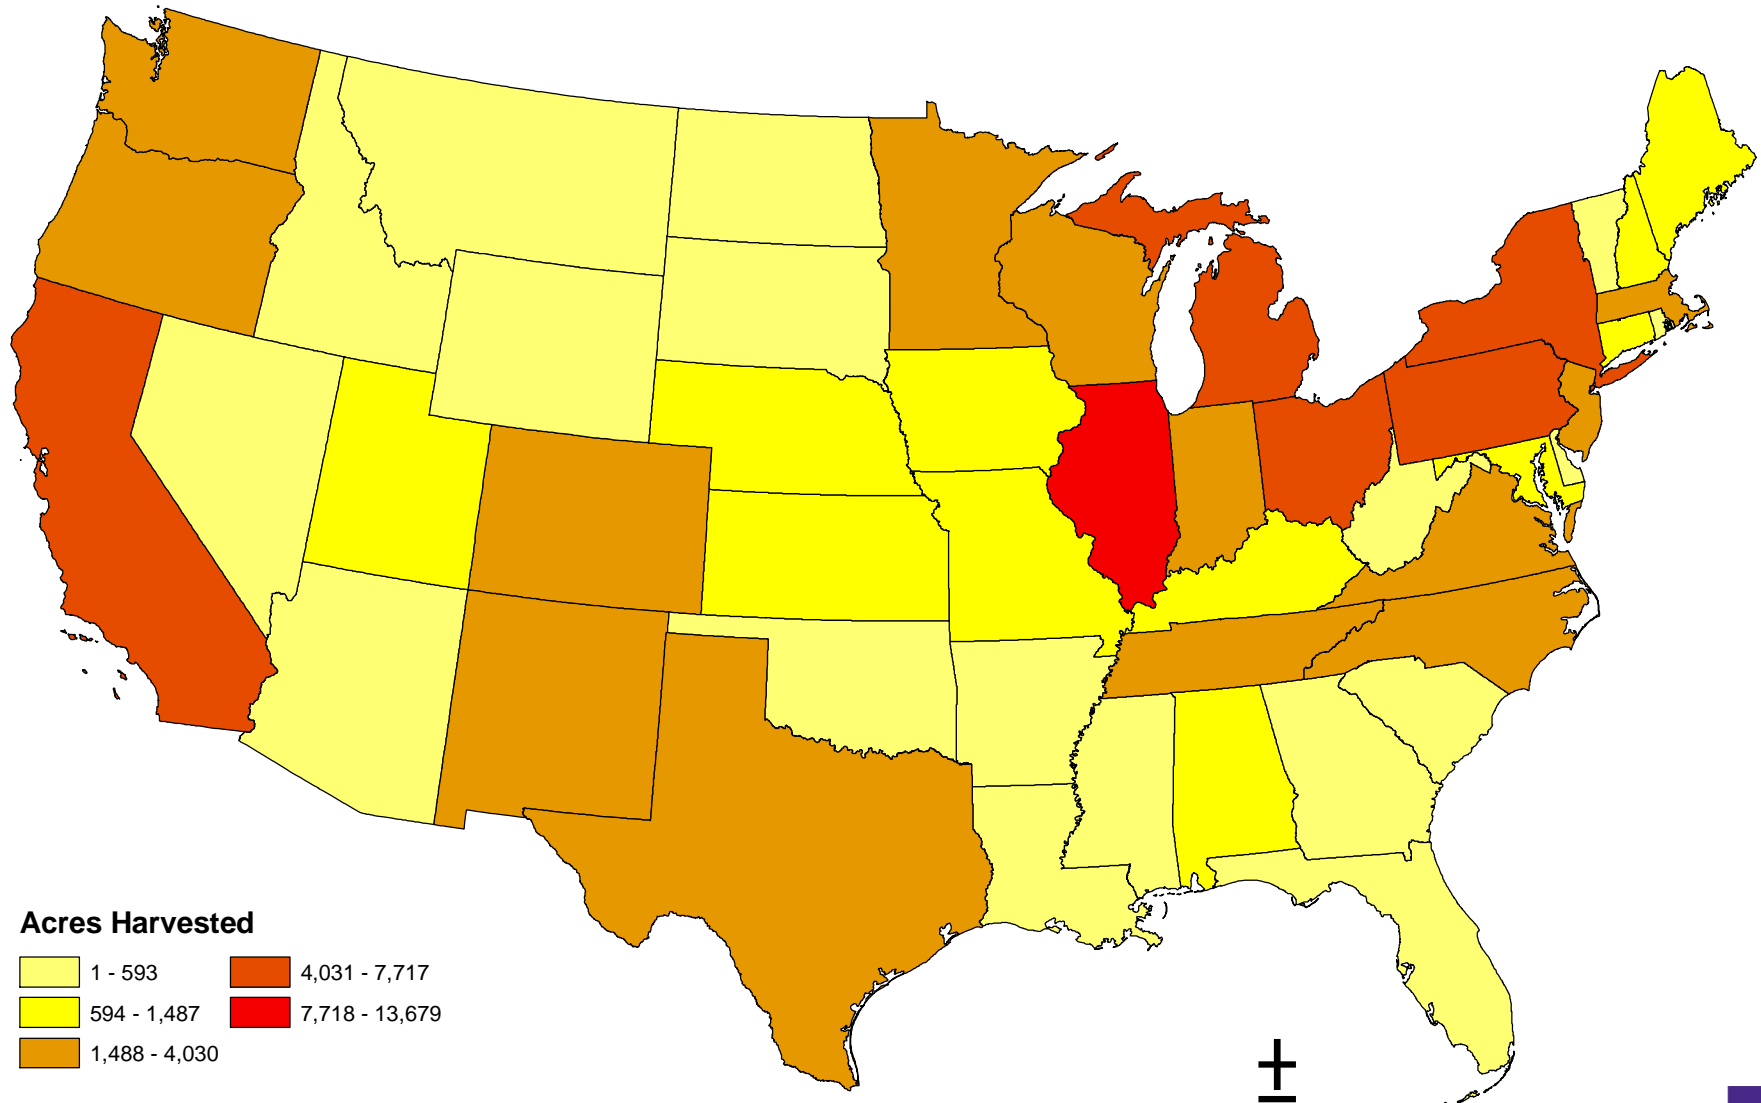 Acres Harvested
1 - 593
594 - 1,487
1,488 - 4,030
4,031 - 7,717
7,718 - 13,679